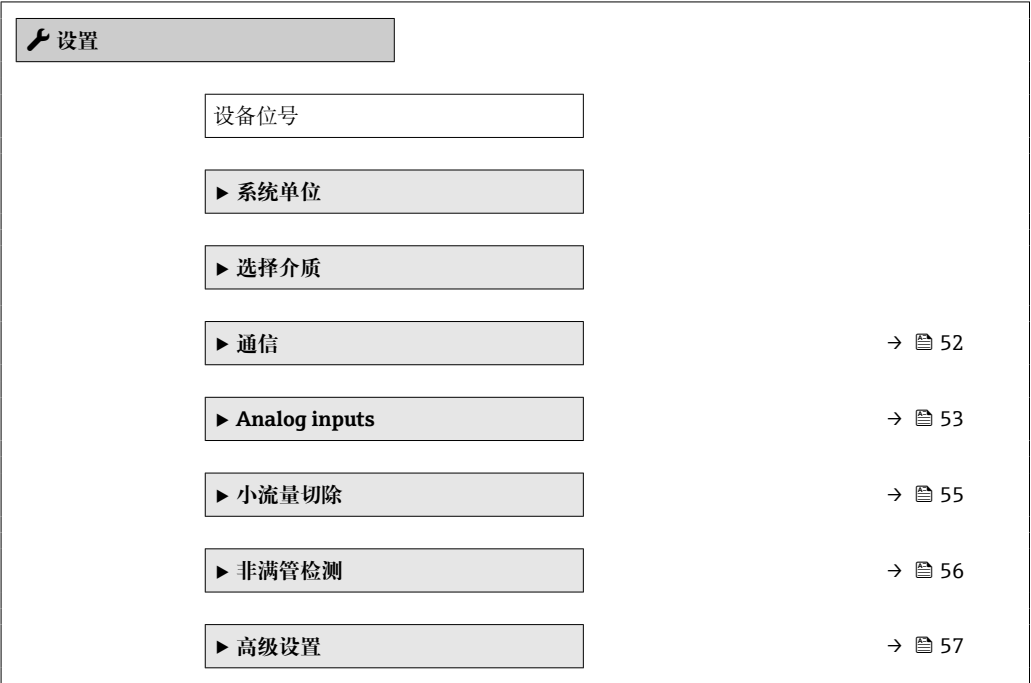 设置
设备位号
▶ 系统单位
▶ 选择介质
▶ 通信 → 52
▶ Analog inputs → 53
▶ 小流量切除 → 55
▶ 非满管检测 → 56
▶ 高级设置 → 57